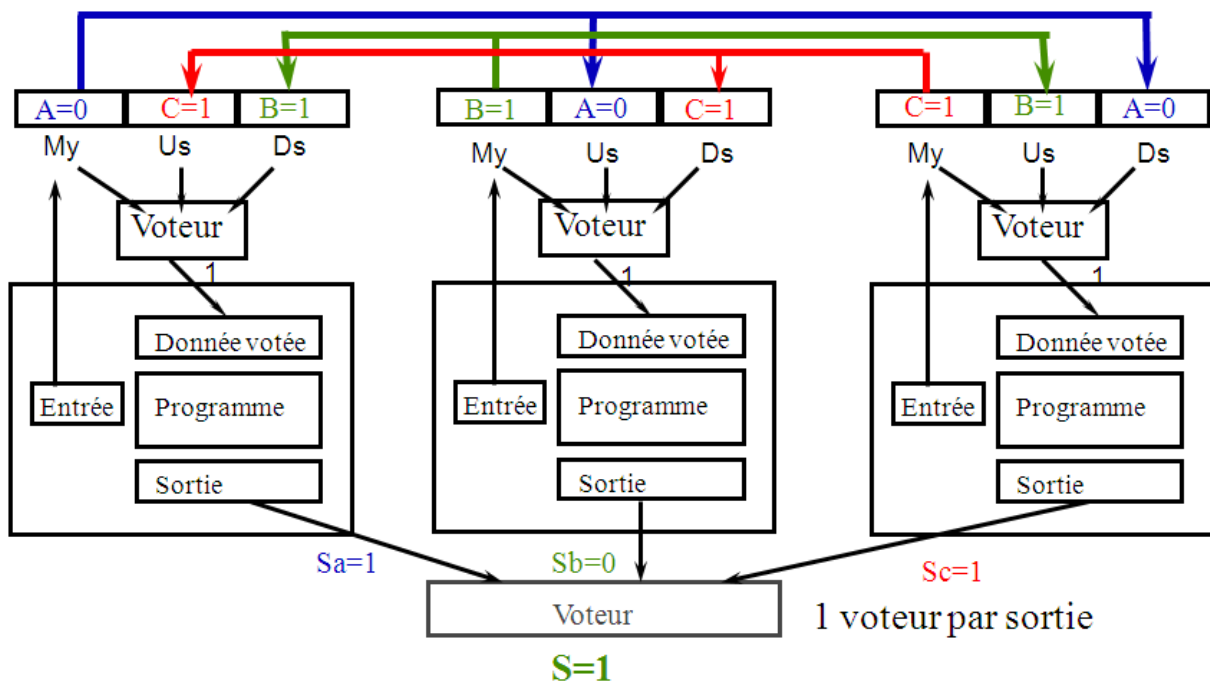 A=0 C=1 B=1 B=1 A=0 C=1 C=1 B=1 A=0
My Us Ds My Us Ds My Us Ds
Voteur Voteur Voteur
1 1 1
Donnée votée Donnée votée Donnée votée
Entrée Programme Entrée Programme Entrée Programme
Sortie Sortie Sortie
Sa=1 Sb=0 Sc=1
Voteur 1 voteur par sortie
S=1